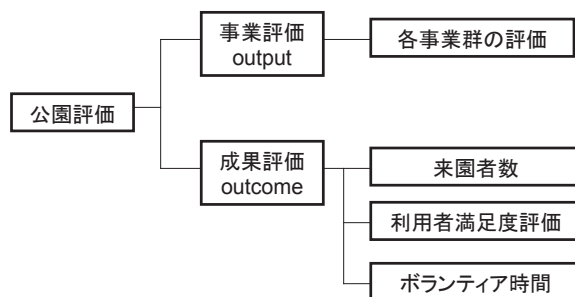 公園評価
事業評価
output
各事業群の評価
成果評価
outcome
来園者数
利用者満足度評価
ボランティア時間